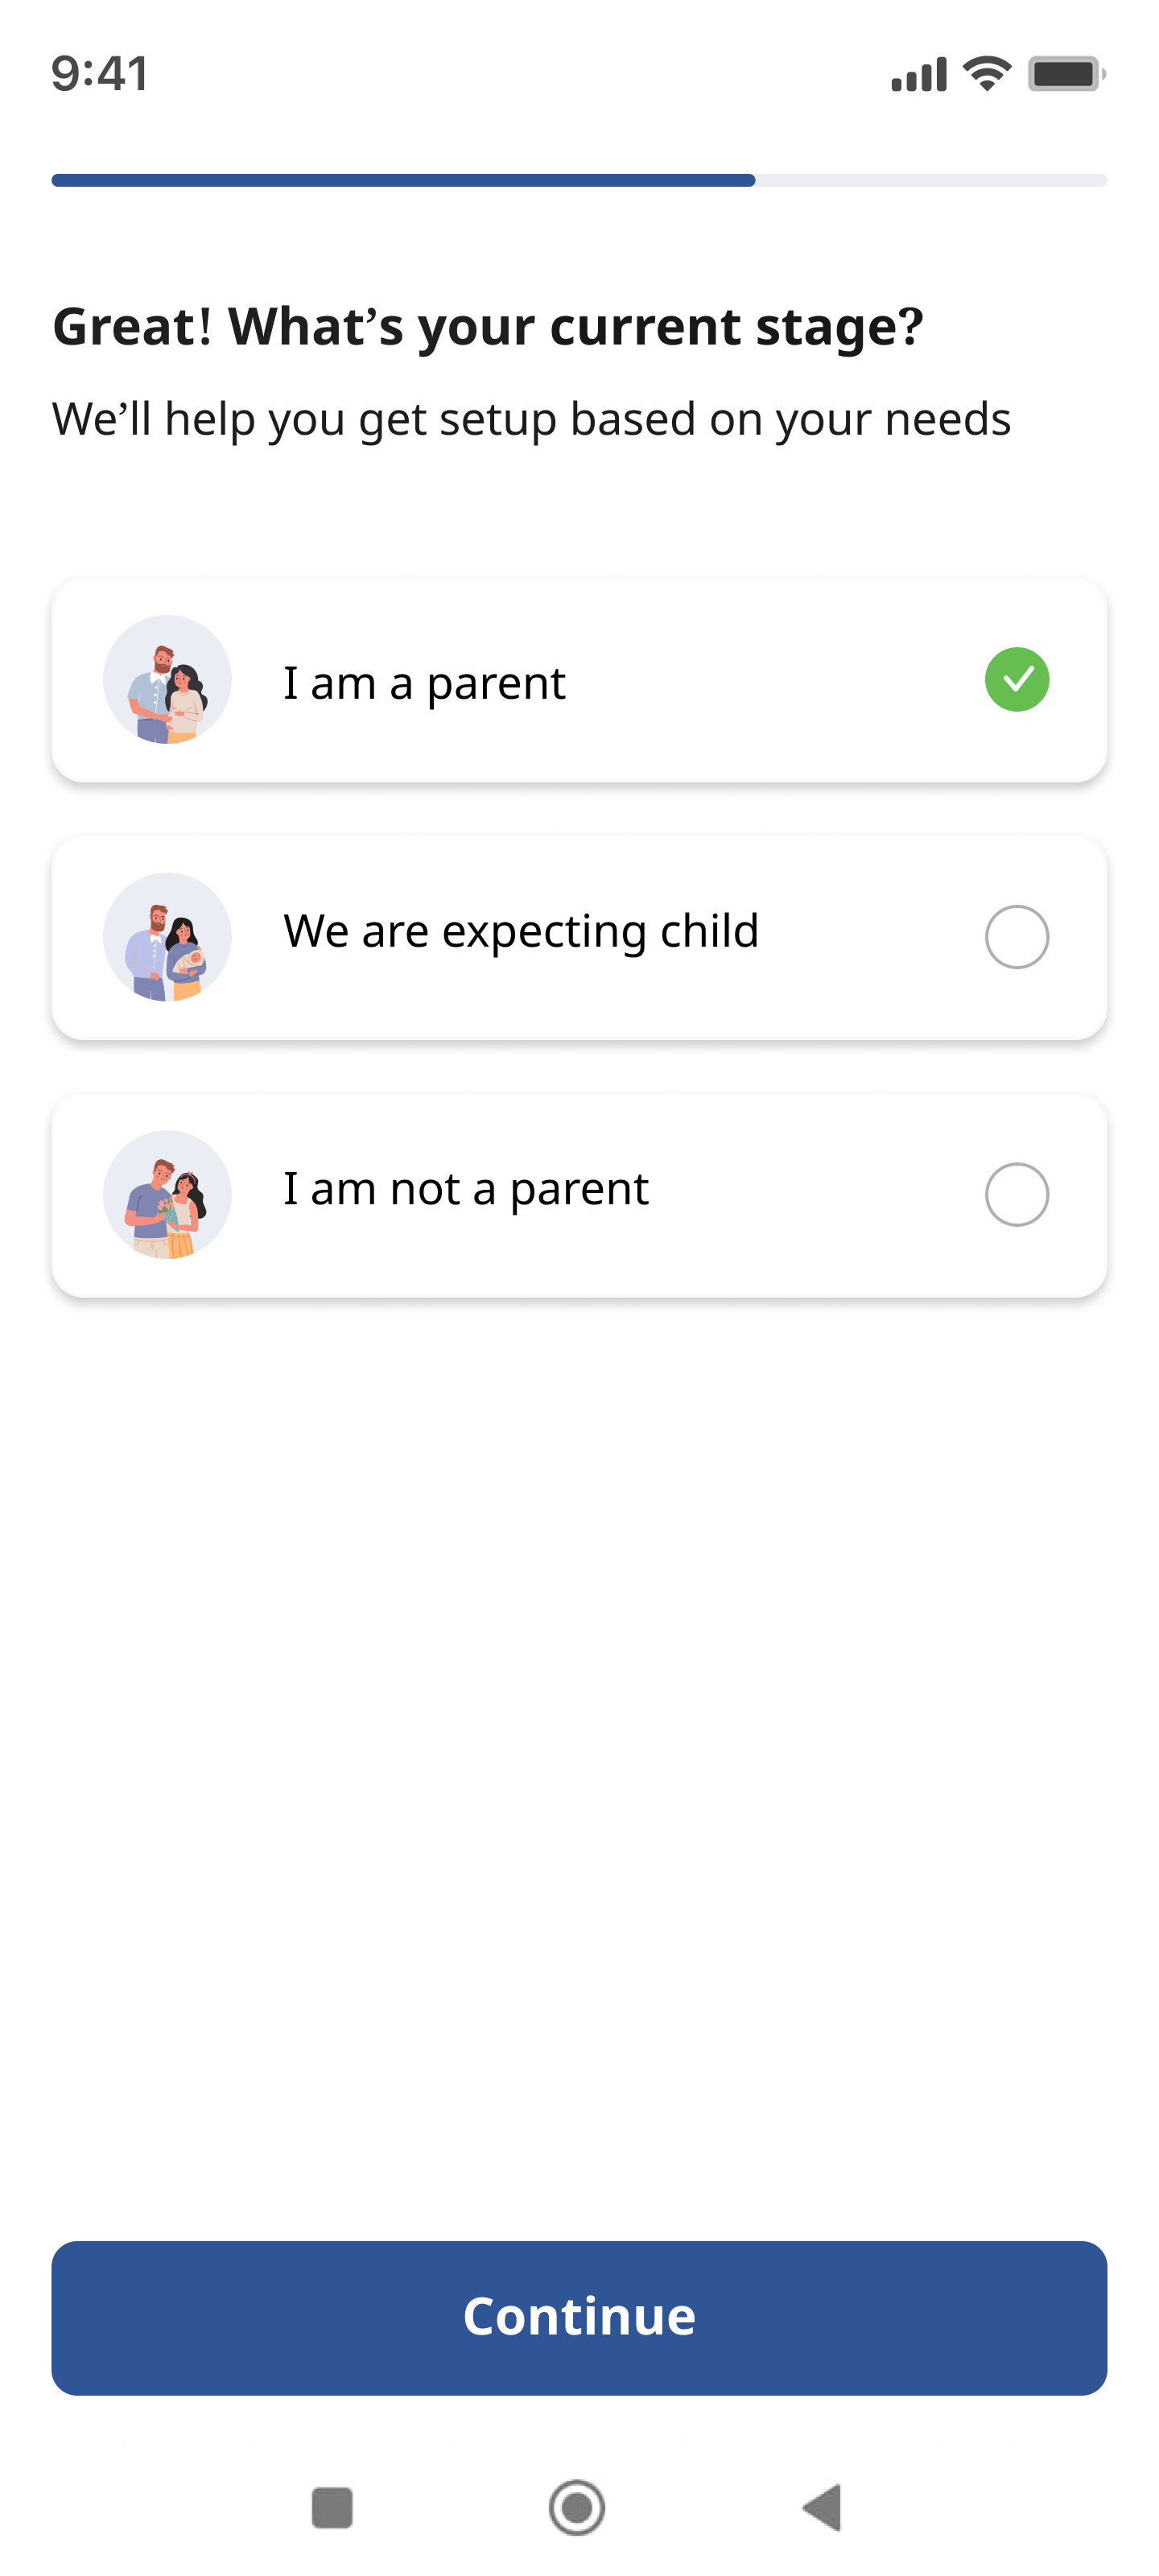 9:41
Great! What’s your current stage?
We’ll help you get setup based on your needs
I am a parent
We are expecting child
I am not a parent
Continue